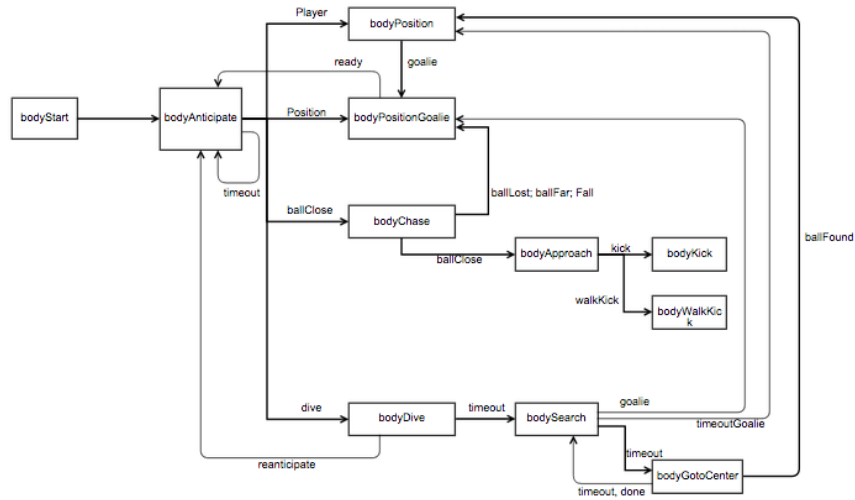 Player
bodyPosition
ready
goalie
bodyStart
bodyAnticipate
Position
bodyPositionGoalie
timeout
ballLost; ballFar; Fall
ballClose
bodyChase
ballFound
ballClose
bodyApproach
kick
bodyKick
walkKick
bodyWalkKic
k
dive
bodyDive
timeout
bodySearch
goalie
timeoutGoalie
reanticipate
timeout
bodyGotoCenter
timeout, done